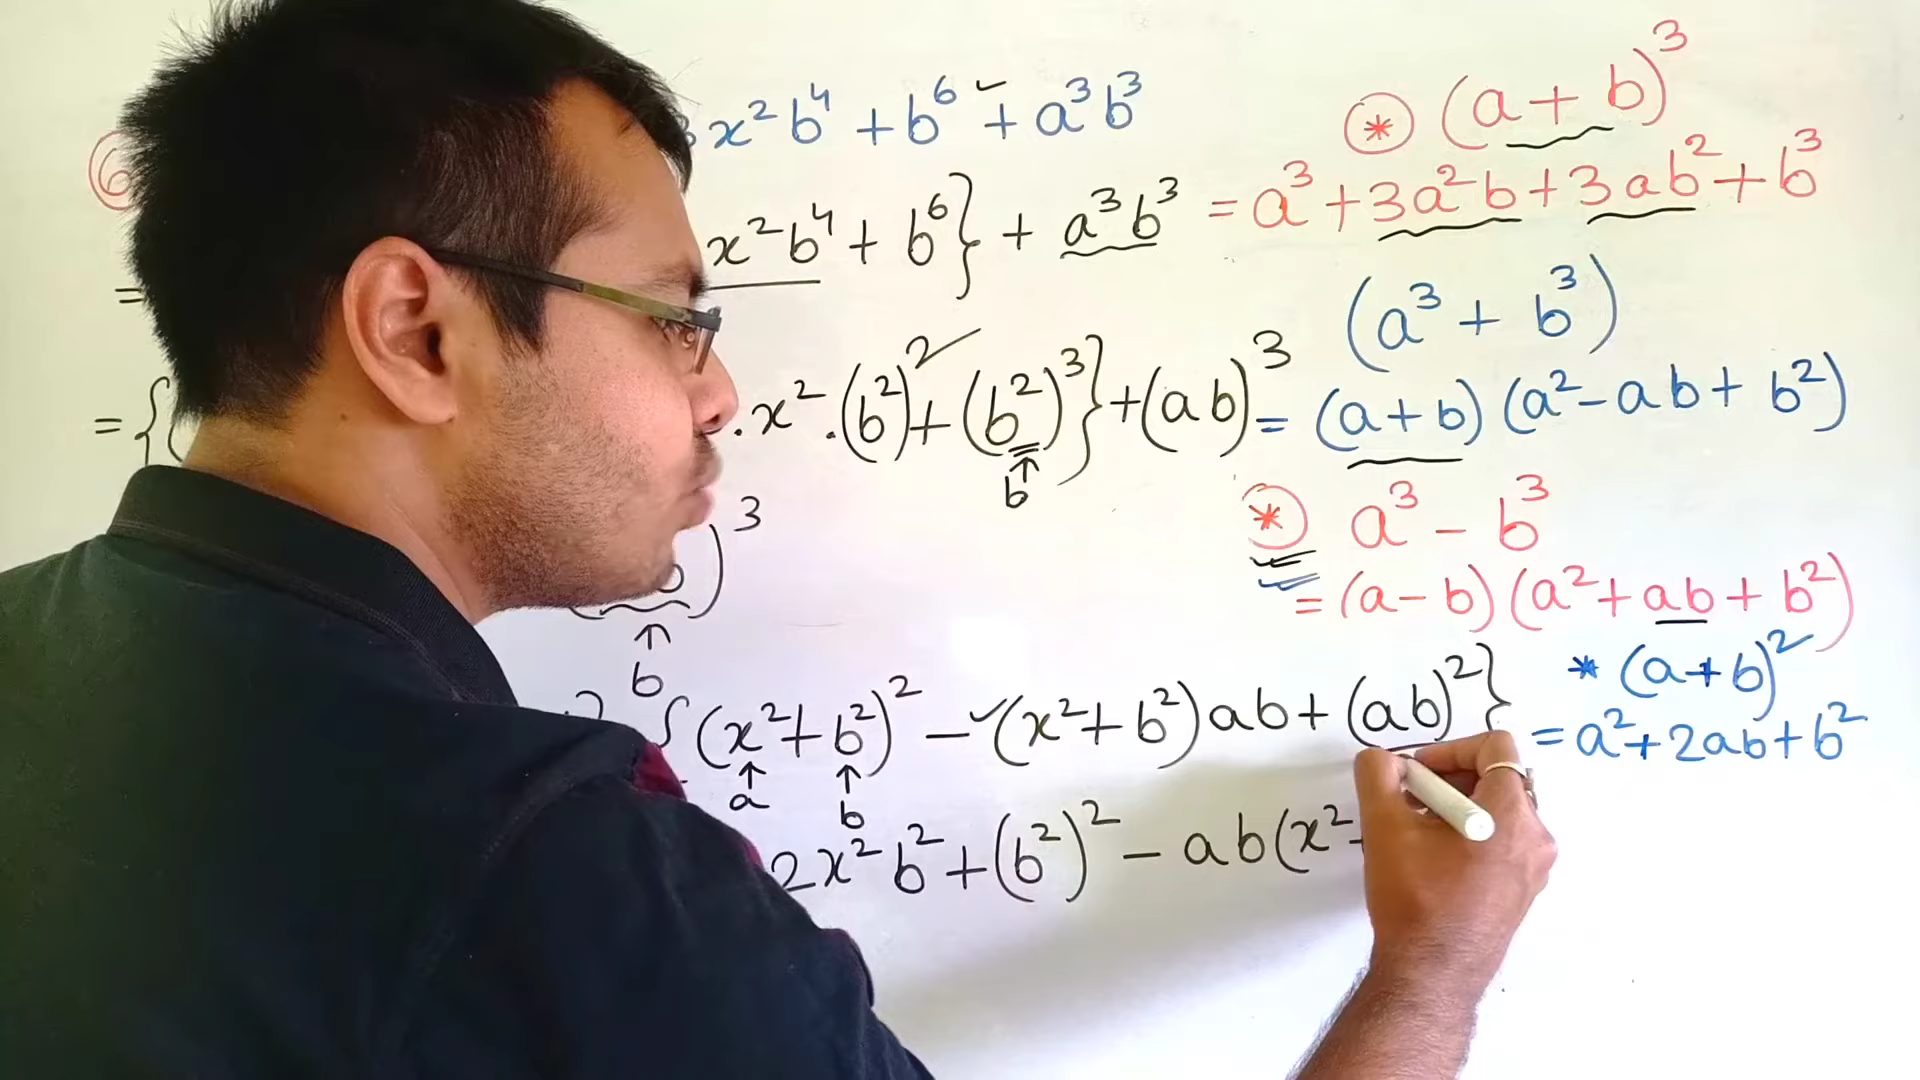 6 x²b⁴ + b⁶ + a³b³
= x²b⁴ + b⁶} + a³b³
= { . x² . (b²)² + (b²)³} + (ab)³
↑
b
)³
↑
b
{(x² + b²)² - (x² + b²)ab + (ab)²}
↑ ↑
a b
2x²b² + (b²)² - ab(x²
* (a + b)³
= a³ + 3a²b + 3ab² + b³
(a³ + b³)
= (a + b)(a² - ab + b²)
* a³ - b³
= (a - b)(a² + ab + b²)
* (a + b)²
= a² + 2ab + b²